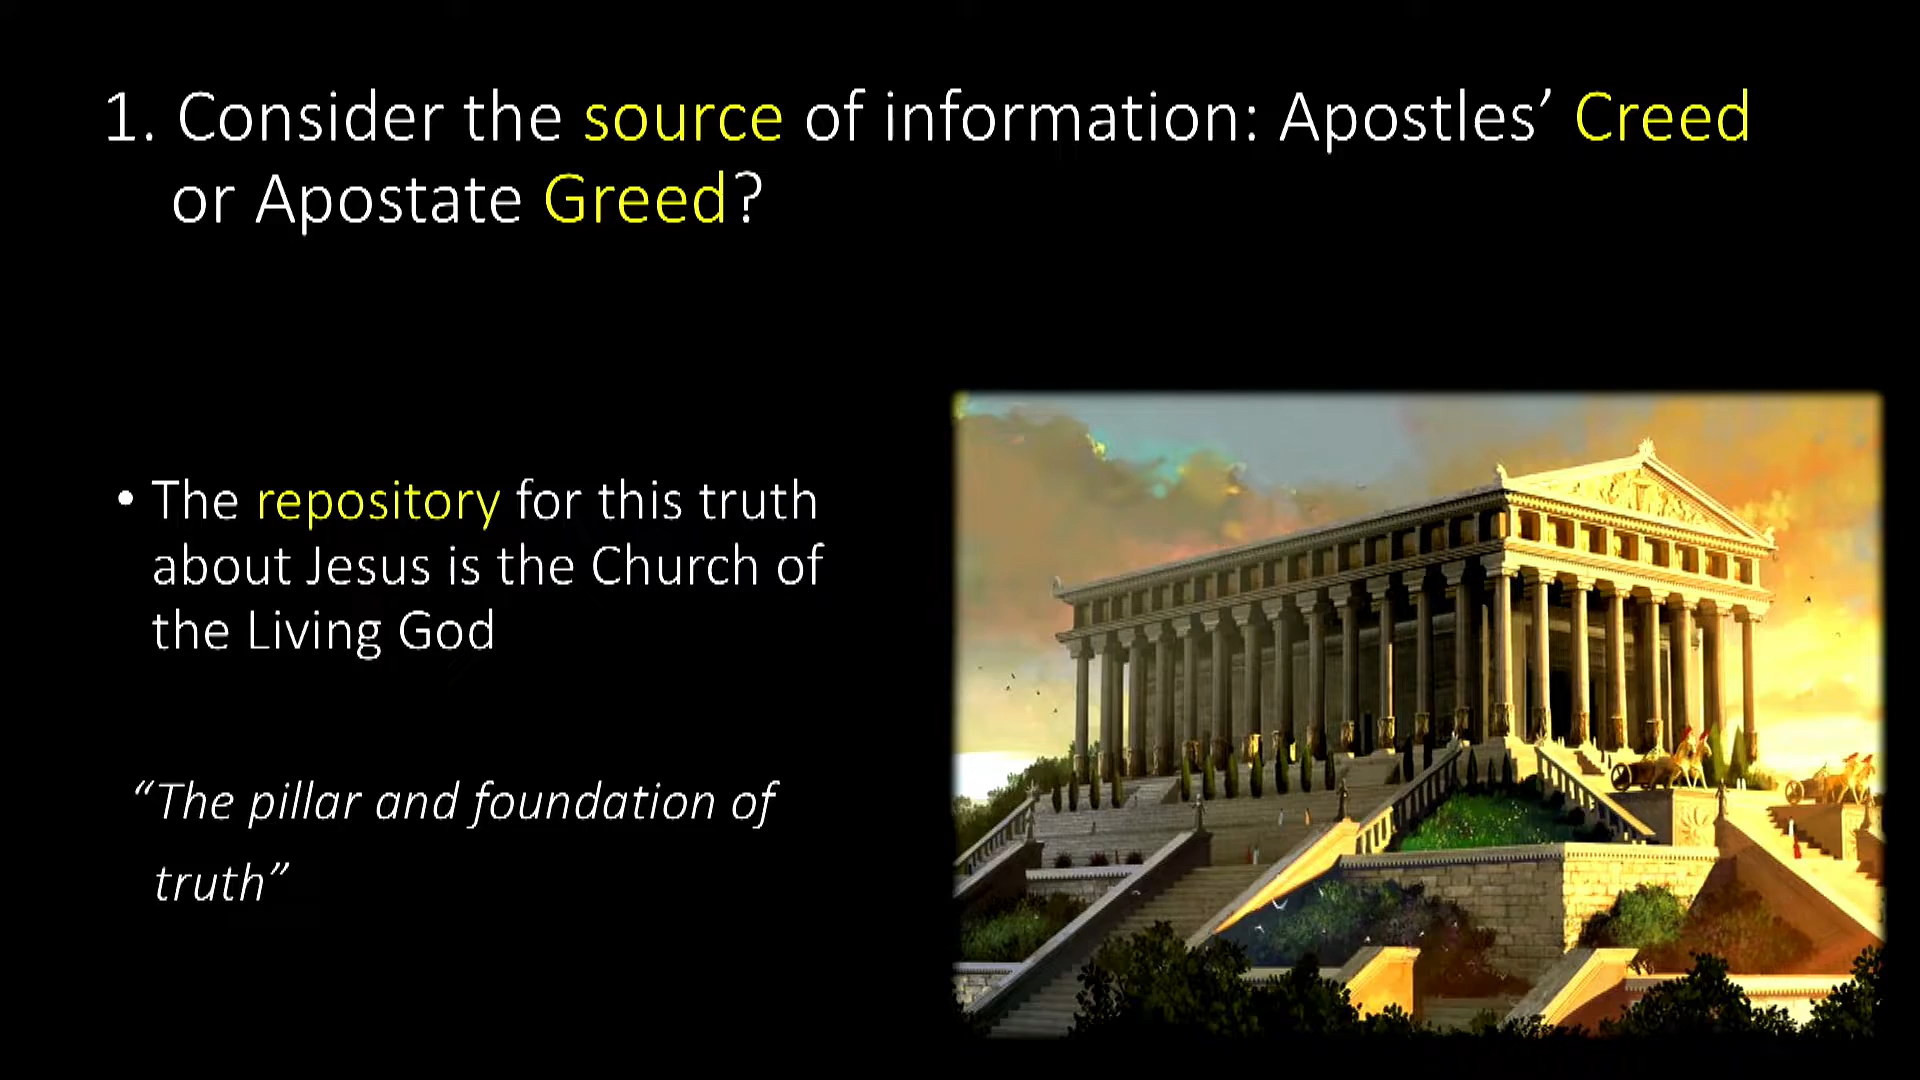 1. Consider the source of information: Apostles’ Creed
or Apostate Greed?
• The repository for this truth
about Jesus is the Church of
the Living God
“The pillar and foundation of
truth”